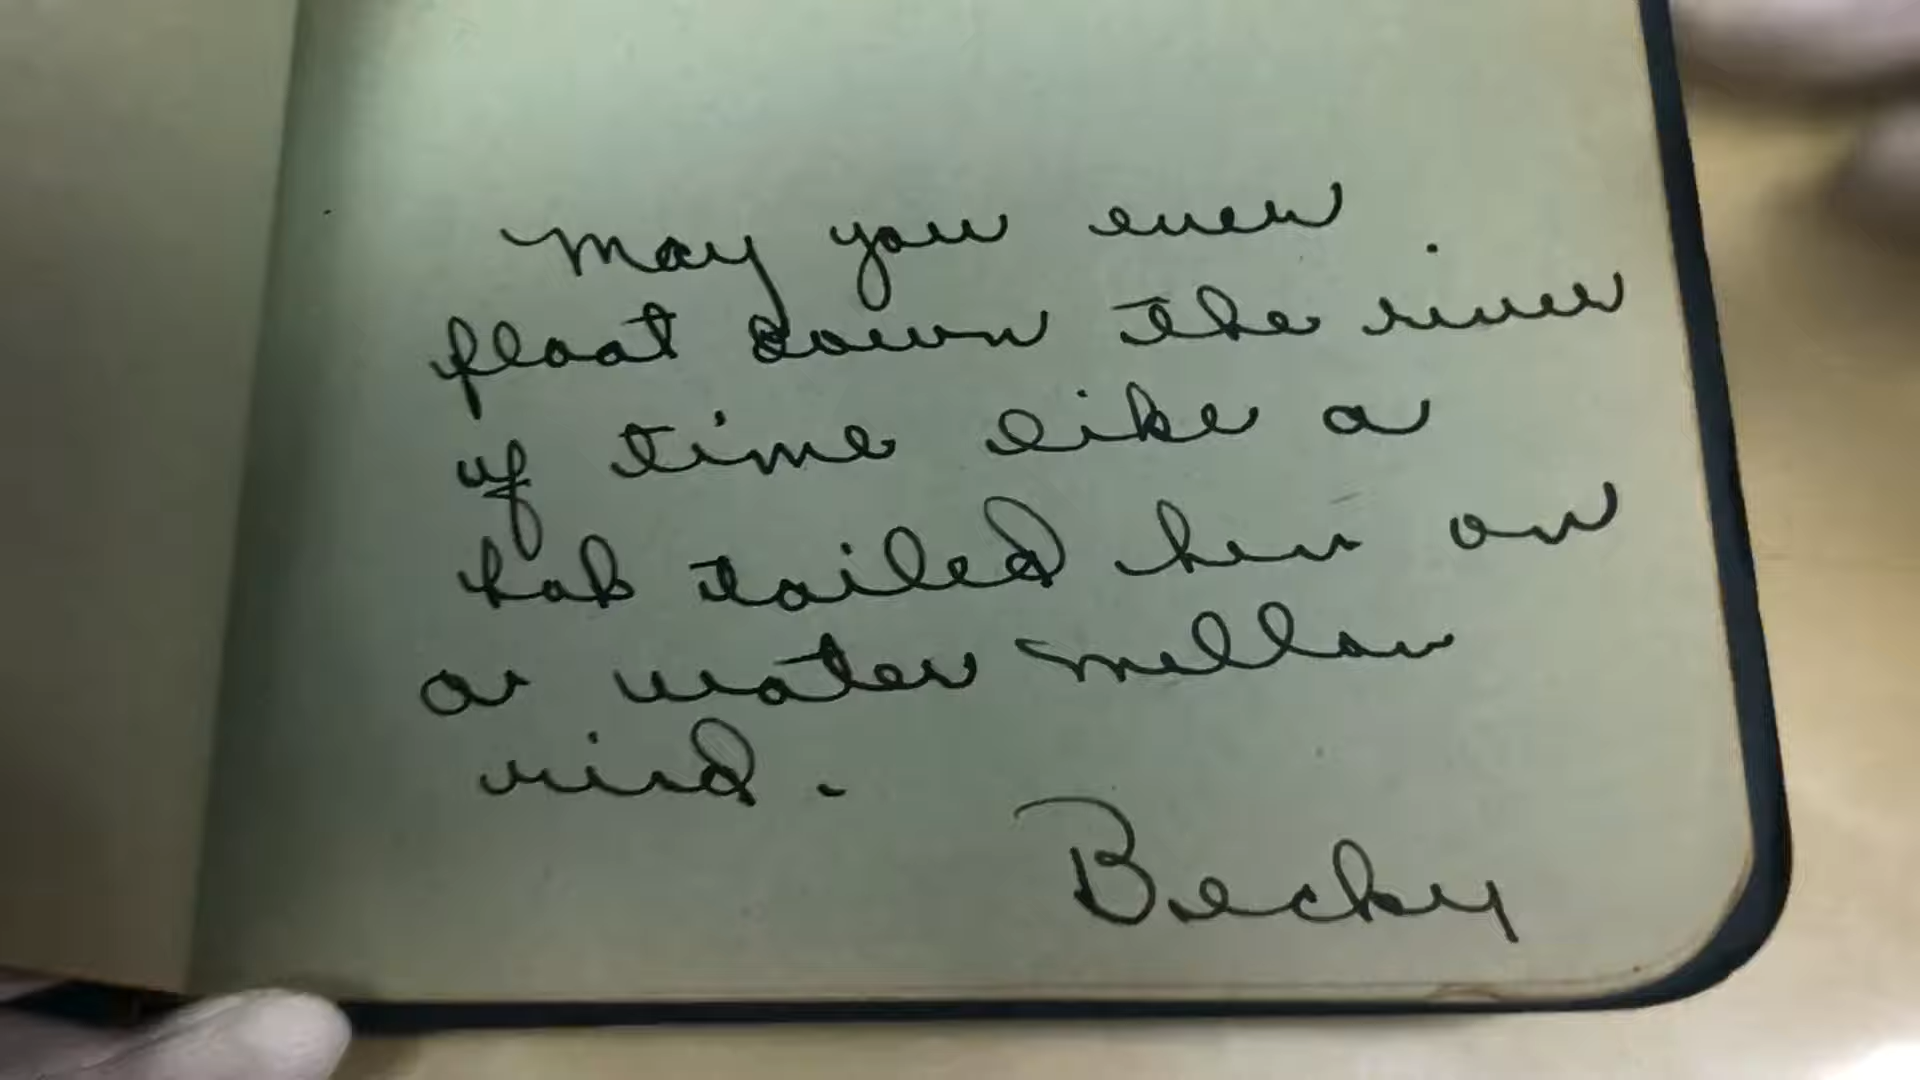 May you ever
float down the river
of time like a
bob tailed hen on
a water mellon
rind.
Becky